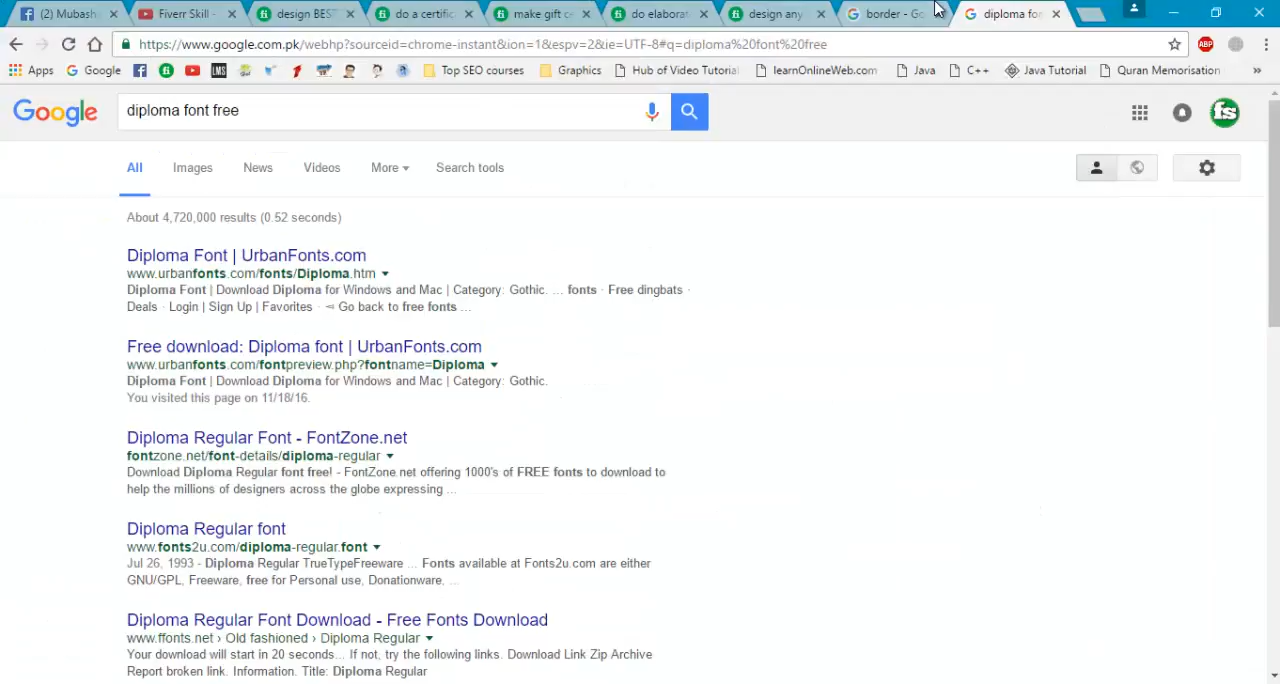 (2) Mubash
Fiverr Skill -
design BES
do a certific
make gift c
do elaborat
design any
border - Go
diploma fon
https://www.google.com.pk/webhp?sourceid=chrome-instant&ion=1&espv=2&ie=UTF-8#q=diploma%20font%20free
ABP
Apps Google LMS Top SEO courses Graphics Hub of Video Tutorial learnOnlineWeb.com Java C++ Java Tutorial Quran Memorisation »
Google diploma font free fs
All Images News Videos More Search tools
About 4,720,000 results (0.52 seconds)
Diploma Font | UrbanFonts.com
www.urbanfonts.com/fonts/Diploma.htm
Diploma Font | Download Diploma for Windows and Mac | Category: Gothic. ... fonts · Free dingbats ·
Deals · Login | Sign Up | Favorites · ⊲ Go back to free fonts ...
Free download: Diploma font | UrbanFonts.com
www.urbanfonts.com/fontpreview.php?fontname=Diploma
Diploma Font | Download Diploma for Windows and Mac | Category: Gothic.
You visited this page on 11/18/16.
Diploma Regular Font - FontZone.net
fontzone.net/font-details/diploma-regular
Download Diploma Regular font free! - FontZone.net offering 1000's of FREE fonts to download to
help the millions of designers across the globe expressing ...
Diploma Regular font
www.fonts2u.com/diploma-regular.font
Jul 26, 1993 - Diploma Regular TrueTypeFreeware ... Fonts available at Fonts2u.com are either
GNU/GPL, Freeware, free for Personal use, Donationware, ...
Diploma Regular Font Download - Free Fonts Download
www.ffonts.net › Old fashioned › Diploma Regular
Your download will start in 20 seconds... If not, try the following links. Download Link Zip Archive
Report broken link. Information. Title: Diploma Regular